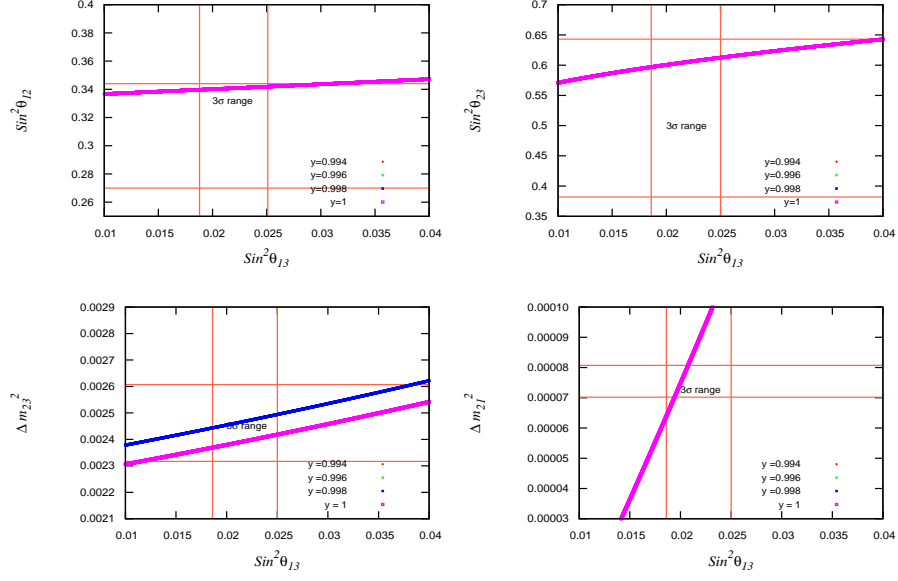 0.4
0.38
0.36
0.34
0.32
0.3
0.28
0.26
0.01 0.015 0.02 0.025 0.03 0.035 0.04
Sin²θ₁₂
Sin²θ₁₃
3σ range
y=0.994
y=0.996
y=0.998
y=1
0.7
0.65
0.6
0.55
0.5
0.45
0.4
0.35
0.01 0.015 0.02 0.025 0.03 0.035 0.04
Sin²θ₂₃
Sin²θ₁₃
3σ range
y=0.994
y=0.996
y=0.998
y=1
0.0029
0.0028
0.0027
0.0026
0.0025
0.0024
0.0023
0.0022
0.0021
0.01 0.015 0.02 0.025 0.03 0.035 0.04
Δ m₂₃²
Sin²θ₁₃
3σ range
y =0.994
y =0.996
y =0.998
y = 1
0.00010
0.00009
0.00008
0.00007
0.00006
0.00005
0.00004
0.00003
0.01 0.015 0.02 0.025 0.03 0.035 0.04
Δ m₂₁²
Sin²θ₁₃
3σ range
y =0.994
y =0.996
y =0.998
y = 1